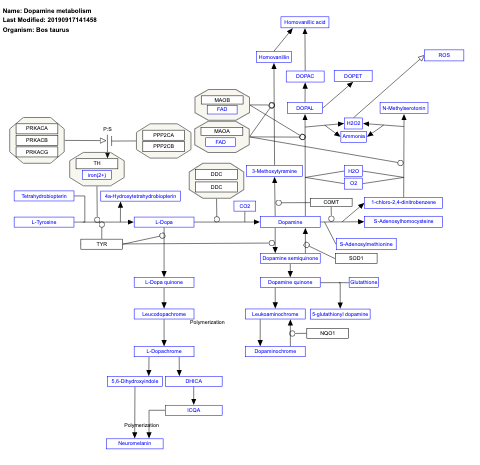 Name: Dopamine metabolism
Last Modified: 20190917141458
Organism: Bos taurus
Homovanillic acid
Homovanillin
ROS
DOPAC
DOPET
MAOB
FAD
DOPAL
N-Methylserotonin
PRKACA
PRKACB
PRKACG
P:S
PPP2CA
PPP2CB
MAOA
FAD
H2O2
Ammonia
TH
iron(2+)
DDC
DDC
3-Methoxytyramine
H2O
O2
Tetrahydrobiopterin
4a-Hydroxytetrahydrobiopterin
CO2
COMT
1-chloro-2,4-dinitrobenzene
L-Tyrosine
L-Dopa
Dopamine
S-Adenosylhomocysteine
TYR
S-Adenosylmethionine
Dopamine semiquinone
SOD1
L-Dopa quinone
Dopamine quinone
Glutathione
Leucodopachrome
Leukoaminochrome
5-glutathionyl dopamine
Polymerization
NQO1
L-Dopachrome
Dopaminochrome
5,6-Dihydroxyindole
DHICA
ICQA
Polymerization
Neuromelanin